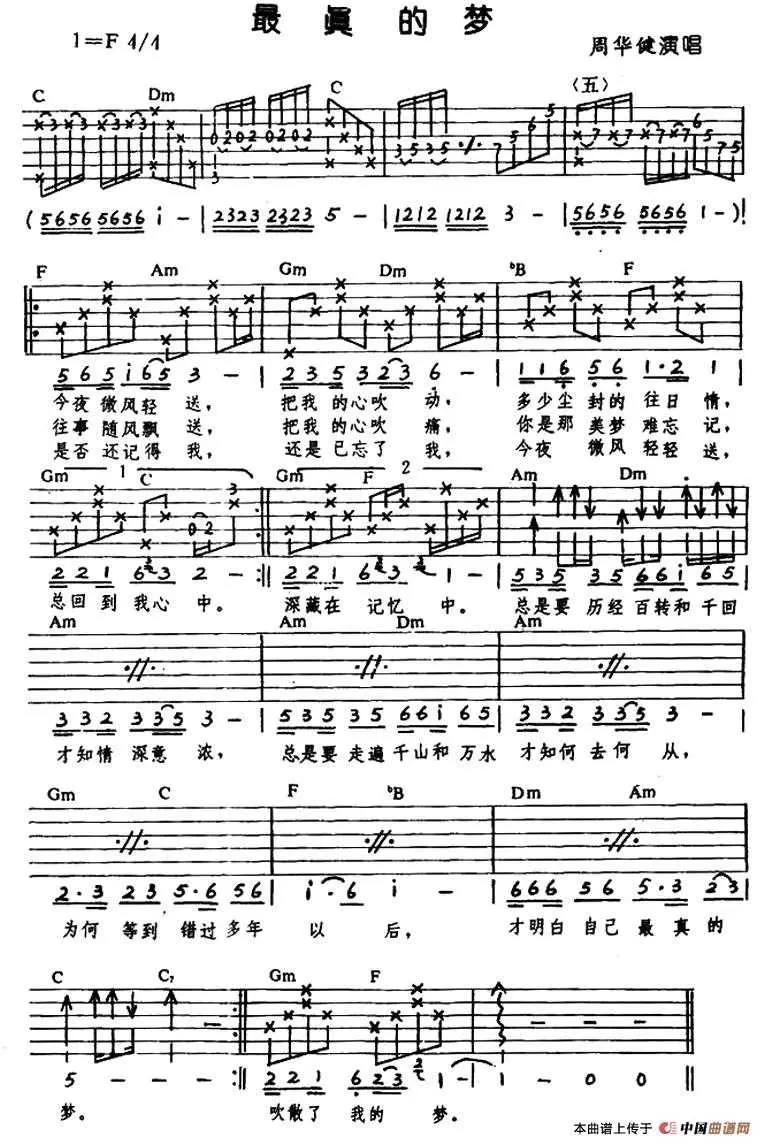 最真的梦
1=F 4/4
周华健演唱
C Dm C 〈五〉
(5656 5656 i - | 2323 2323 5 - | 1212 1212 3 - | 5656 5656 1 - )|
F Am Gm Dm ᵇB F
5 6 5 i 6 5 3 - | 2 3 5 3 2 3 6 - | 1 1 6 5 6 1·2 1 |
今夜 微风轻 送， 把我 的心吹 动， 多少尘 封的 往日 情，
往事 随风飘 送， 把我 的心吹 痛， 你是那 美梦 难忘 记，
是否 还记得 我， 还是 已忘了 我， 今夜 微风 轻轻 送，
1 2
Gm C Gm F Am Dm
2 2 1 6 3 2 - :| 2 2 1 6 3 1 - | 5 3 5 3 5 6 6 i 6 5
总回到 我心 中。 深藏在 记忆 中。 总是要 历经 百转和 千回
Am Am Dm Am
3 3 2 3 3 5 3 - | 5 3 5 3 5 6 6 i 6 5 | 3 3 2 3 3 5 3 - |
才知情 深意 浓， 总是要 走遍 千山和 万水 才知何 去何 从，
Gm C F ᵇB Dm Am
2·3 2 3 5·6 5 6 | i·6 i - | 6 6 6 5 6 5·3 2 3
为何 等到 错过 多年 以 后， 才明白 自己 最真 的
C C₇ Gm F
5 - - - :| 2 2 1 6 2 3 1 - | 1 - 0 0 ||
梦。 吹散了 我的 梦。
本曲谱上传于 中国曲谱网